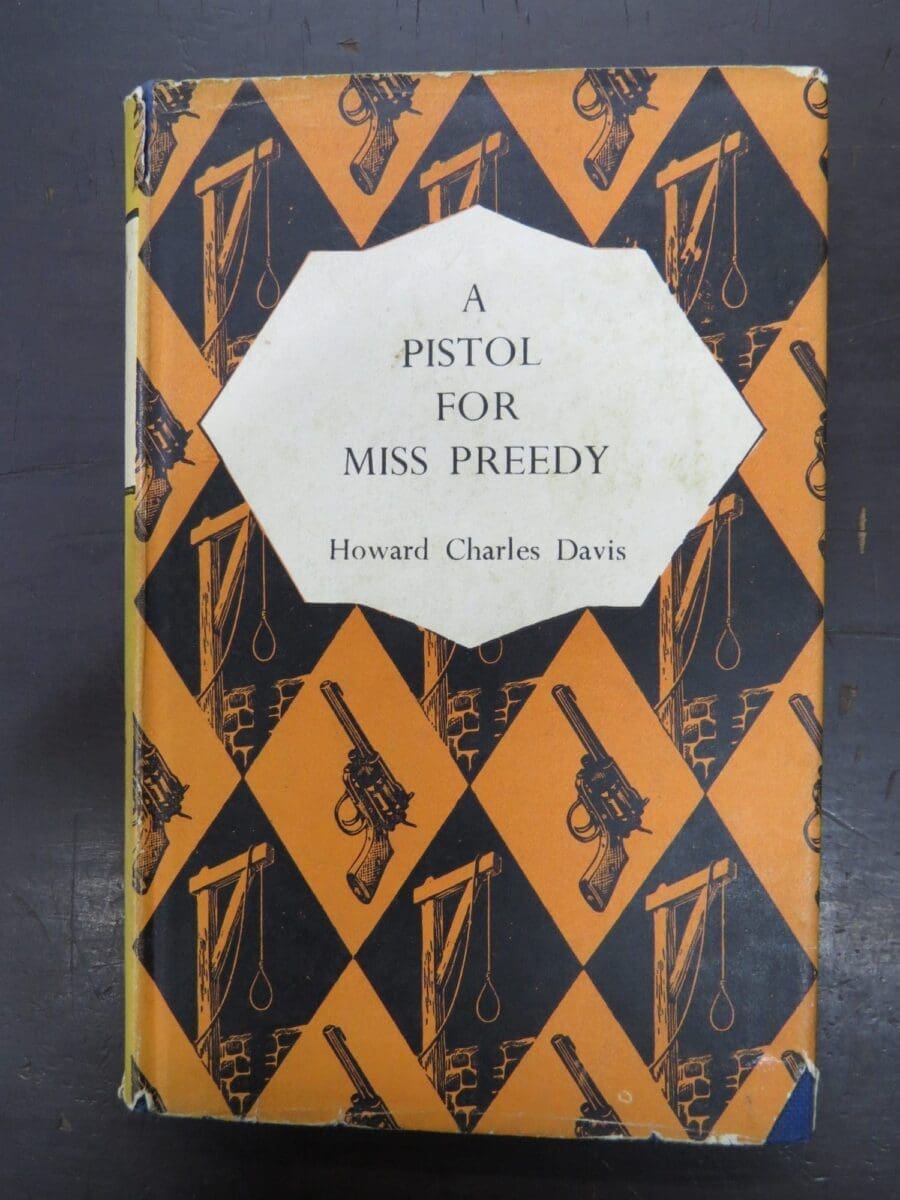 A
PISTOL
FOR
MISS PREEDY
Howard Charles Davis